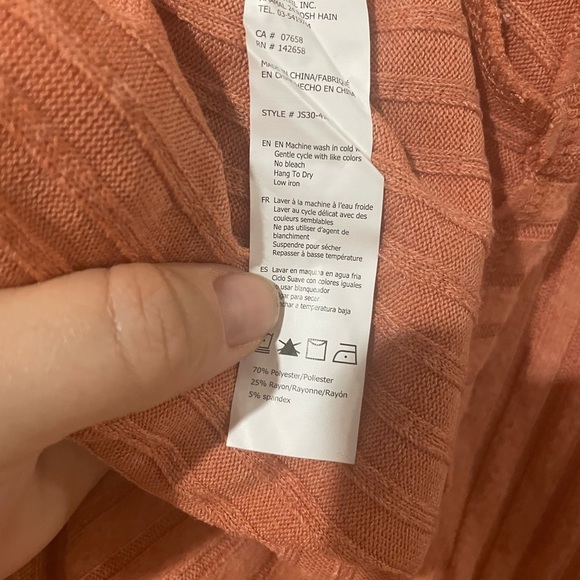 INC.
HAIN
TEL.
CA # 07658
RN # 142658
CHINA/FABRIQUÉ
EN HECHO EN
STYLE # JS30-
EN EN Machine wash in cold
Gentle cycle with like colors
No bleach
Hang To Dry
Low iron
FR Laver à la machine à l'eau froide
Laver au cycle délicat avec des
couleurs semblables
Ne pas utiliser d'agent de
blanchiment
Suspendre pour sécher
Repasser à basse température
ES Lavar en maquina en agua fria
Ciclo Suave con colores iguales
usar blanqueador
para secar
a temperatura baja
70% Polyester/Poliester
25% Rayon/Rayonne/Rayón
5% spandex